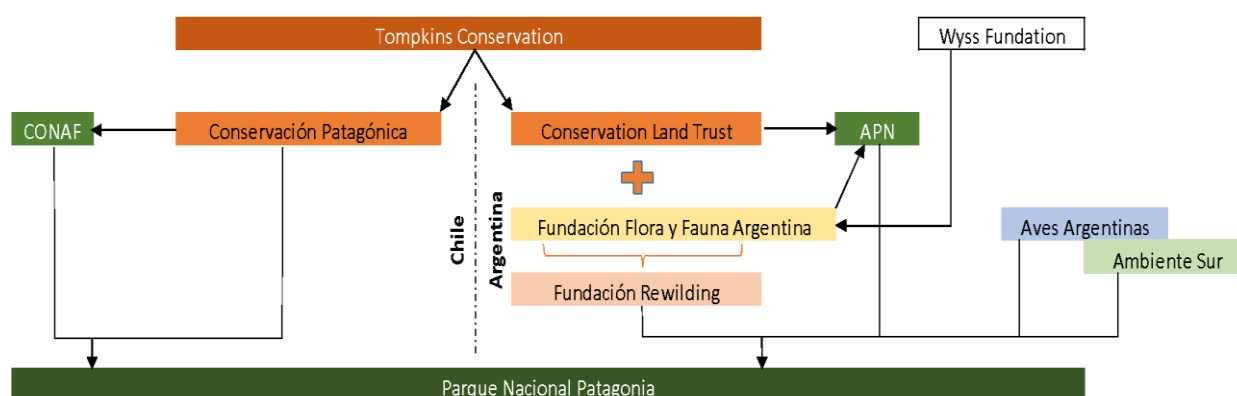 Tompkins Conservation
Wyss Fundation
CONAF
Conservación Patagónica
Conservation Land Trust
APN
Chile
Argentina
Fundación Flora y Fauna Argentina
Aves Argentinas
Ambiente Sur
Fundación Rewilding
Parque Nacional Patagonia